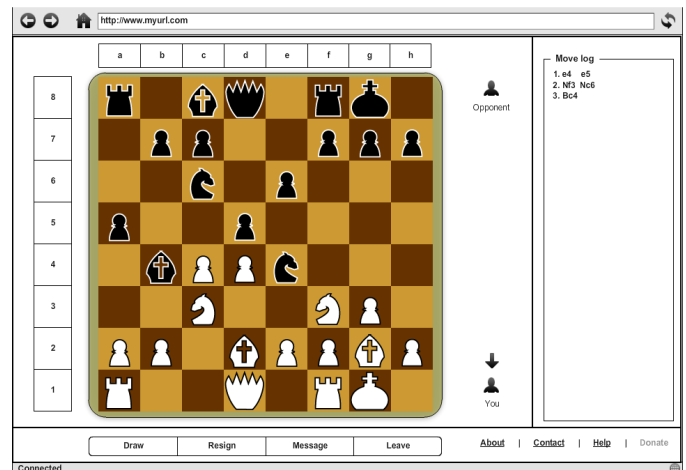 http://www.myurl.com
a b c d e f g h
8
7
6
5
4
3
2
1
Opponent
You
Move log
1. e4 e5
2. Nf3 Nc6
3. Bc4
Draw Resign Message Leave
About | Contact | Help | Donate
Connected